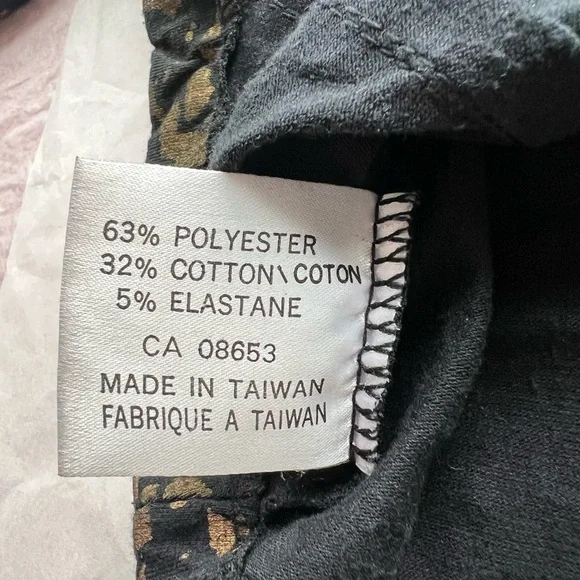 63% POLYESTER
32% COTTON\COTON
5% ELASTANE
CA 08653
MADE IN TAIWAN
FABRIQUE A TAIWAN